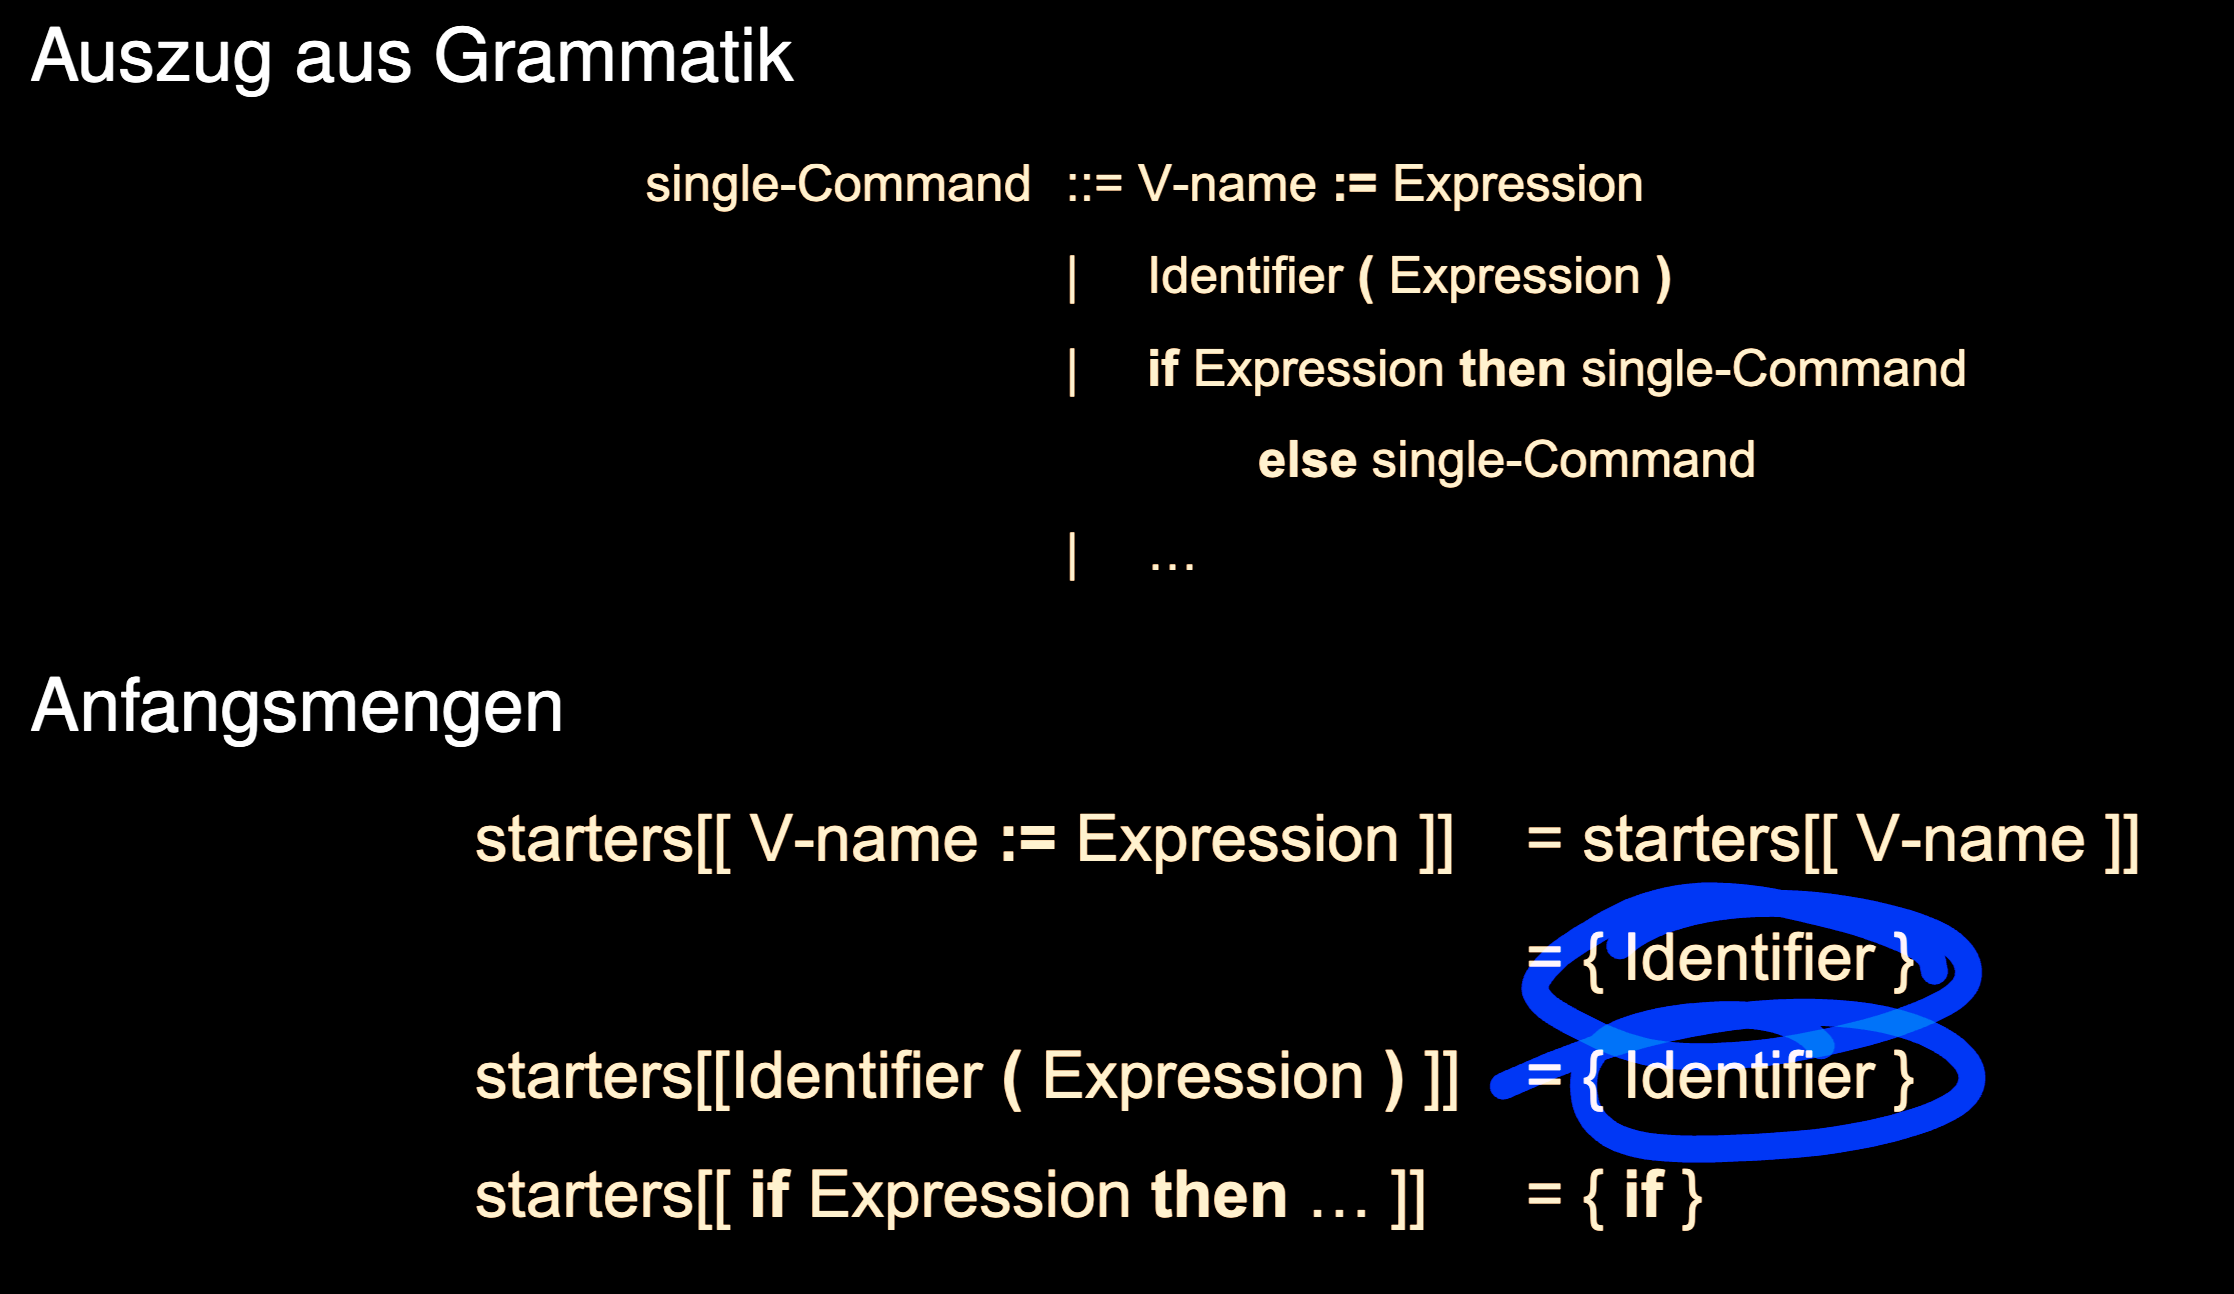 Auszug aus Grammatik
single-Command ::= V-name := Expression
| Identifier ( Expression )
| if Expression then single-Command
else single-Command
| …
Anfangsmengen
starters[[ V-name := Expression ]] = starters[[ V-name ]]
= { Identifier }
starters[[Identifier ( Expression ) ]] = { Identifier }
starters[[ if Expression then … ]] = { if }